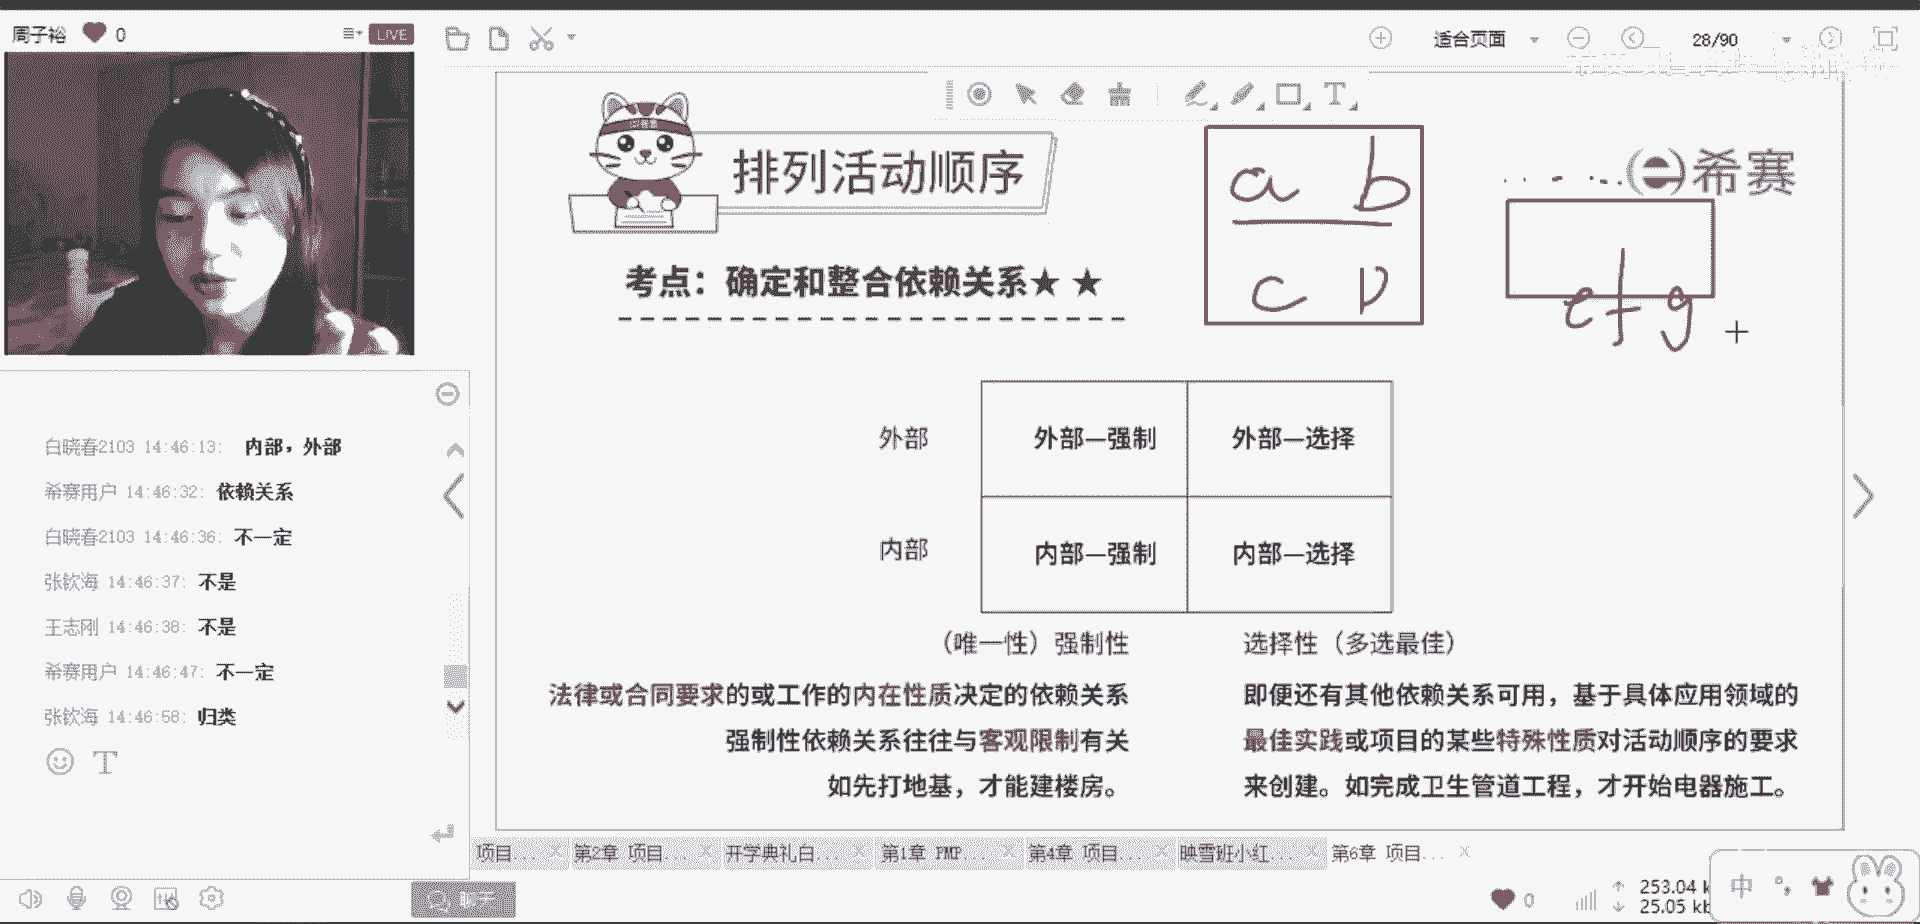 周子裕 0 LIVE
适合页面 28/90
排列活动顺序
a b
c D
希赛
e f g
考点：确定和整合依赖关系★ ★
外部 外部—强制 外部—选择
内部 内部—强制 内部—选择
（唯一性）强制性 选择性（多选最佳）
法律或合同要求的或工作的内在性质决定的依赖关系
强制性依赖关系往往与客观限制有关
如先打地基，才能建楼房。
即便还有其他依赖关系可用，基于具体应用领域的
最佳实践或项目的某些特殊性质对活动顺序的要求
来创建。如完成卫生管道工程，才开始电器施工。
白晓春2103 14:46:13: 内部，外部
希赛用户 14:46:32: 依赖关系
白晓春2103 14:46:36: 不一定
张钦海 14:46:37: 不是
王志刚 14:46:38: 不是
希赛用户 14:46:47: 不一定
张钦海 14:46:58: 归类
项目... 第2章 项目... 开学典礼白... 第1章 PMP... 第4章 项目... 映雪班小红... 第6章 项目...
0 253.04 k
25.05 kb
中